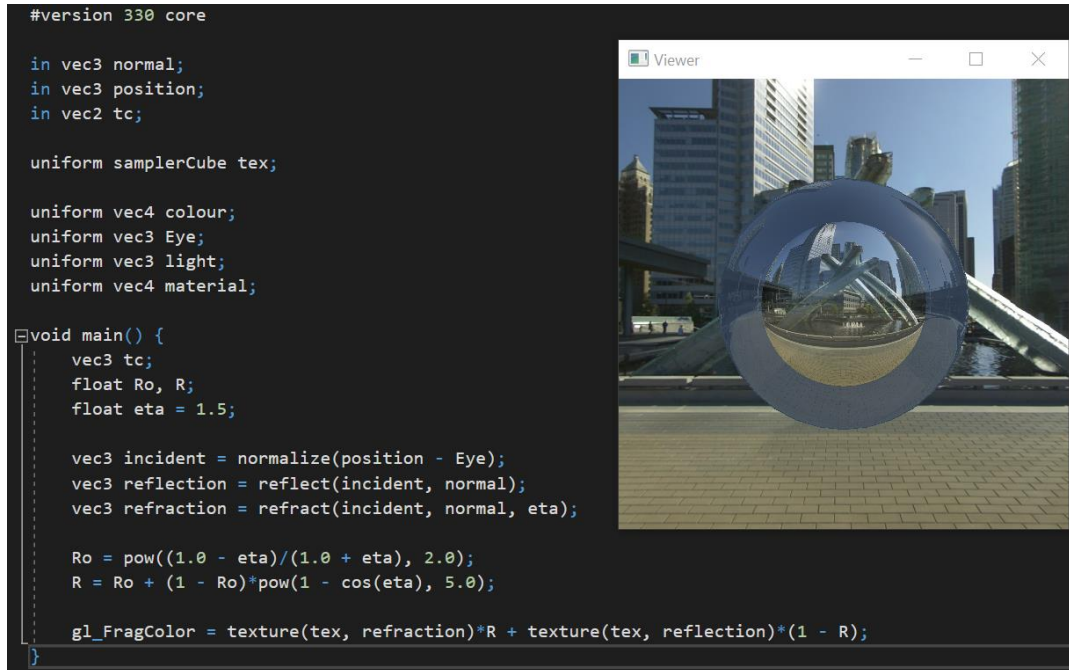 #version 330 core
in vec3 normal;
in vec3 position;
in vec2 tc;
uniform samplerCube tex;
uniform vec4 colour;
uniform vec3 Eye;
uniform vec3 light;
uniform vec4 material;
void main() {
vec3 tc;
float Ro, R;
float eta = 1.5;
vec3 incident = normalize(position - Eye);
vec3 reflection = reflect(incident, normal);
vec3 refraction = refract(incident, normal, eta);
Ro = pow((1.0 - eta)/(1.0 + eta), 2.0);
R = Ro + (1 - Ro)*pow(1 - cos(eta), 5.0);
gl_FragColor = texture(tex, refraction)*R + texture(tex, reflection)*(1 - R);
}
Viewer